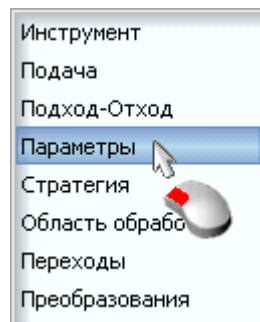 Инструмент
Подача
Подход-Отход
Параметры
Стратегия
Область обрабо
Переходы
Преобразования